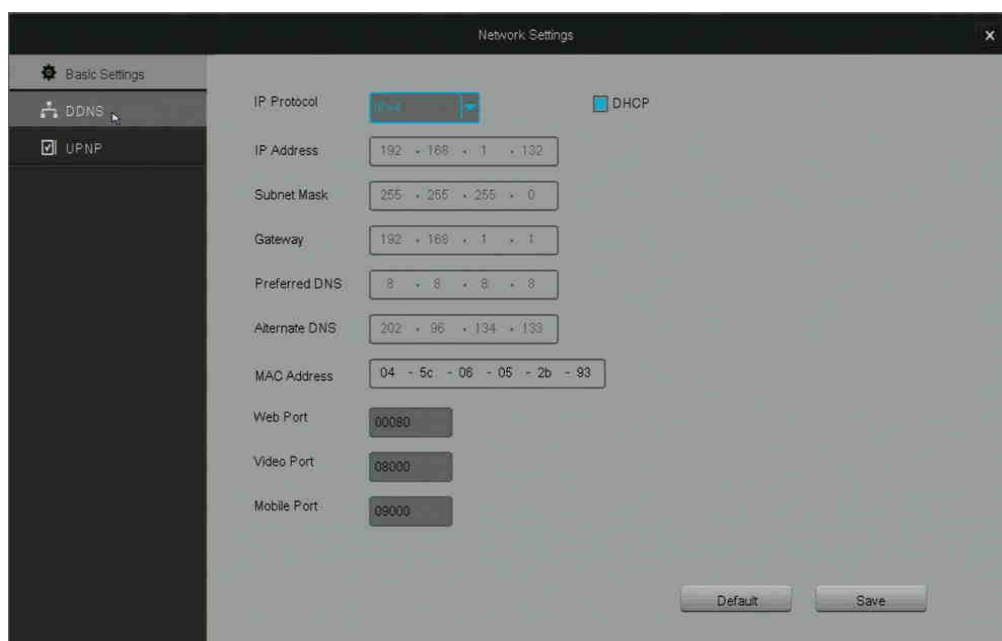 Network Settings
x
Basic Settings
DDNS
UPNP
IP Protocol
IPv4
DHCP
IP Address 192 . 168 . 1 . 132
Subnet Mask 255 . 255 . 255 . 0
Gateway 192 . 168 . 1 . 1
Preferred DNS 8 . 8 . 8 . 8
Alternate DNS 202 . 96 . 134 . 133
MAC Address 04 - 5c - 06 - 05 - 2b - 93
Web Port 00080
Video Port 08000
Mobile Port 09000
Default Save